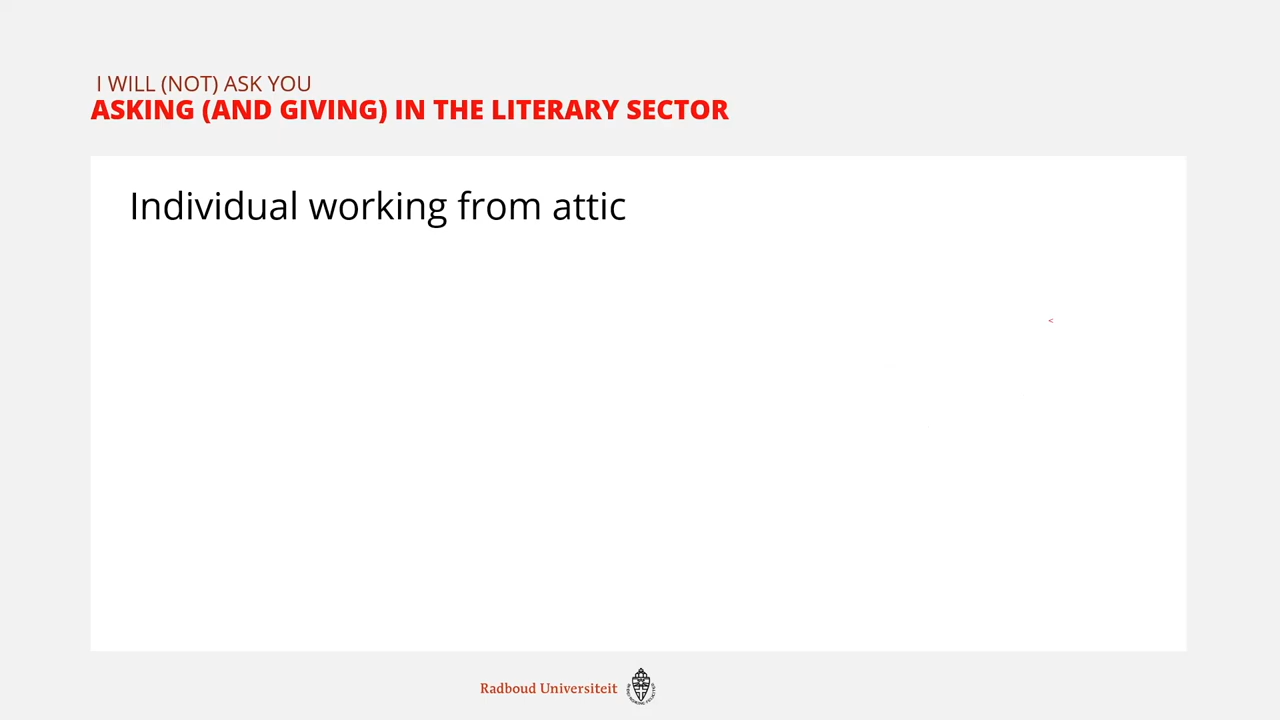 I WILL (NOT) ASK YOU
ASKING (AND GIVING) IN THE LITERARY SECTOR
Individual working from attic
<
Radboud Universiteit